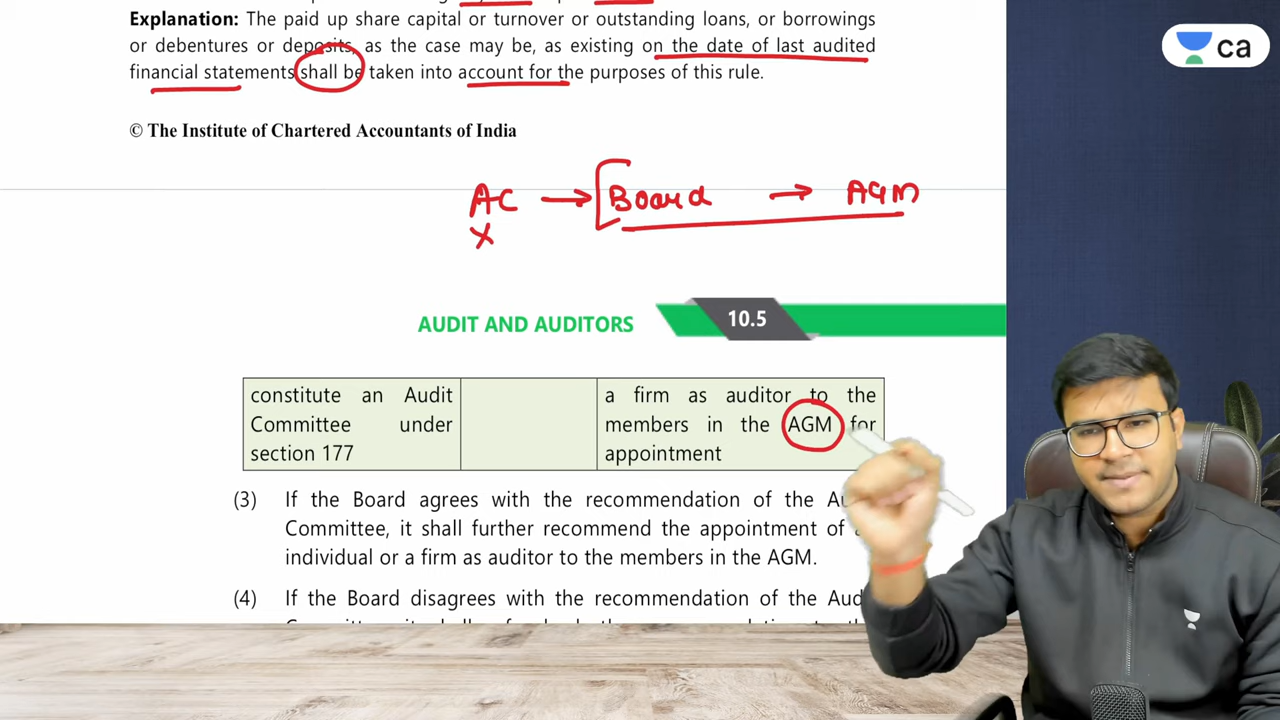 Explanation: The paid up share capital or turnover or outstanding loans, or borrowings
or debentures or deposits, as the case may be, as existing on the date of last audited
financial statements shall be taken into account for the purposes of this rule.
ca
© The Institute of Chartered Accountants of India
AC → Board → AGM
X
AUDIT AND AUDITORS 10.5
constitute an Audit
Committee under
section 177
a firm as auditor to the
members in the AGM for
appointment
(3) If the Board agrees with the recommendation of the
Committee, it shall further recommend the appointment of
individual or a firm as auditor to the members in the AGM.
(4) If the Board disagrees with the recommendation of the